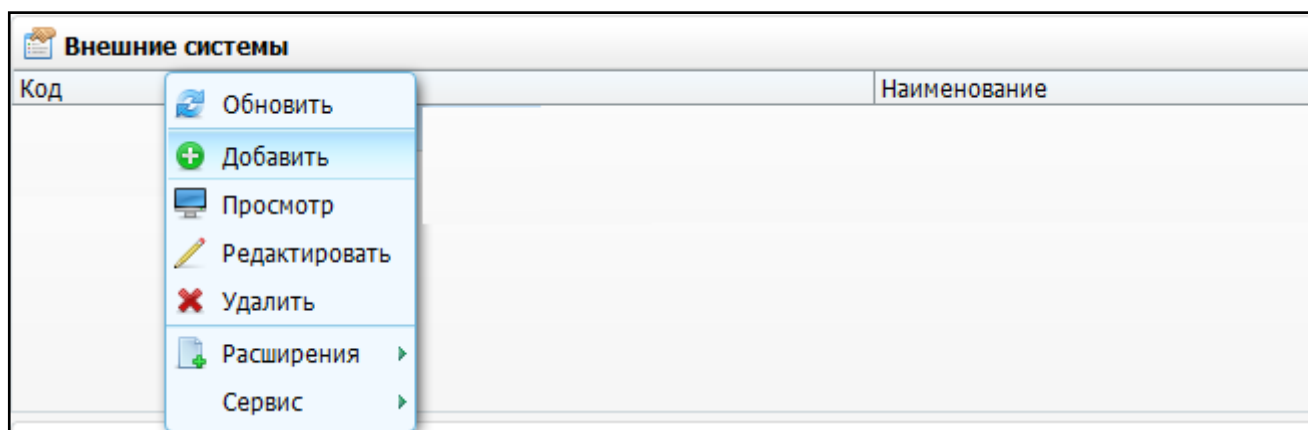 Внешние системы
Код Наименование
Обновить
Добавить
Просмотр
Редактировать
Удалить
Расширения
Сервис